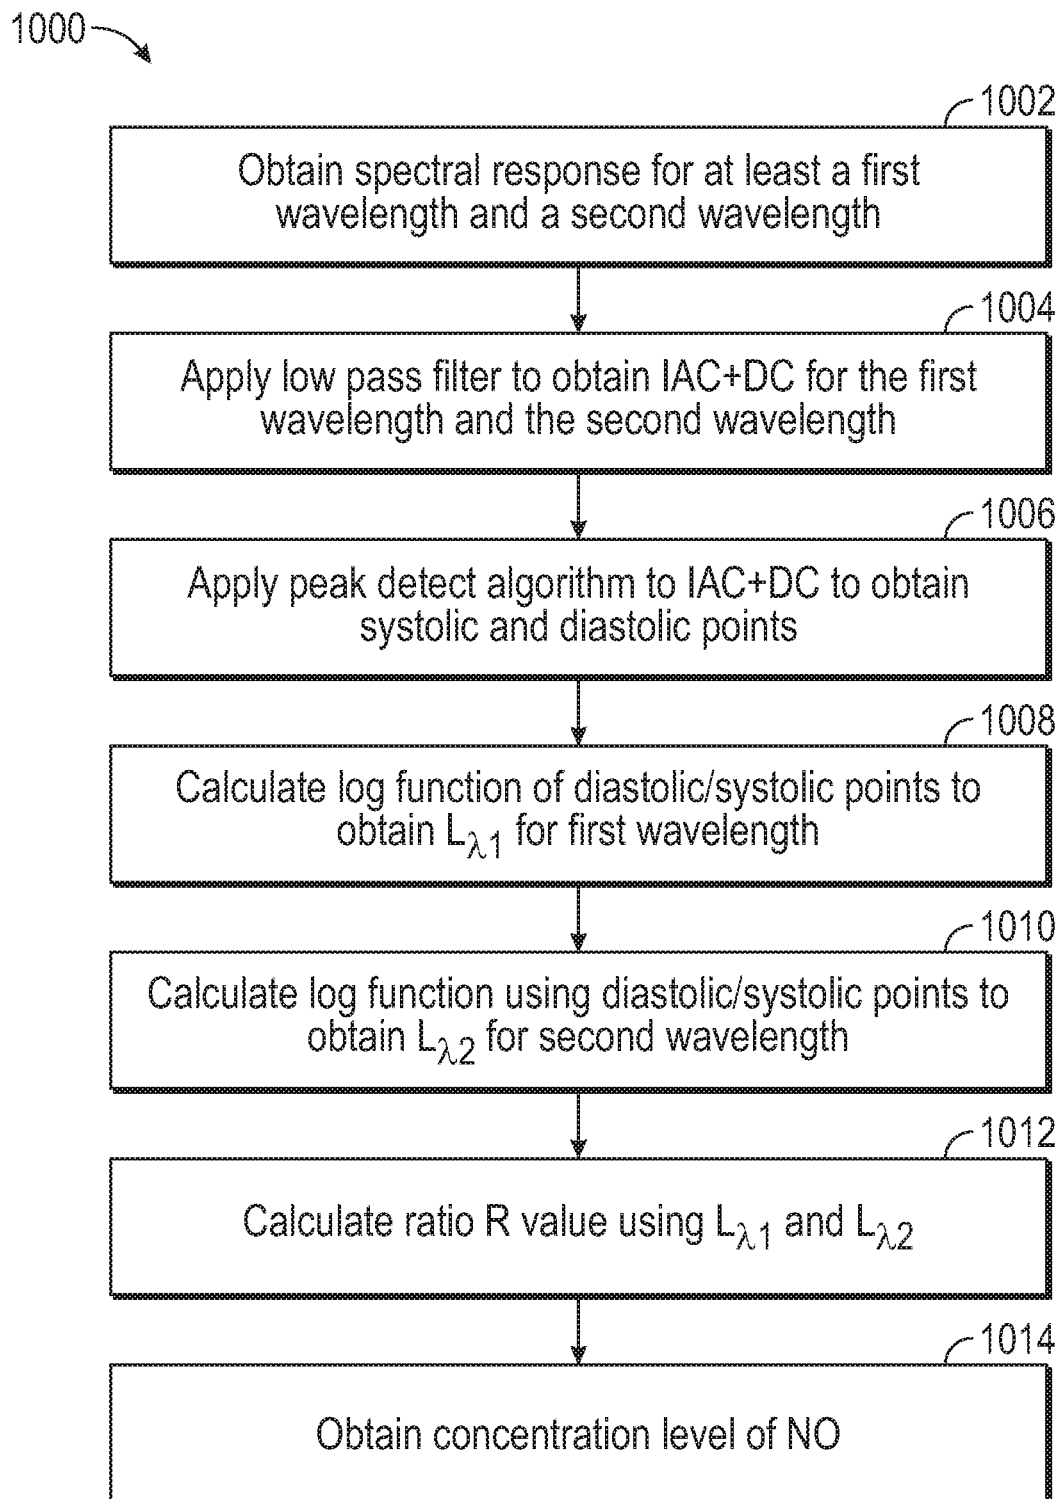 1000
1002
Obtain spectral response for at least a first
wavelength and a second wavelength
1004
Apply low pass filter to obtain IAC+DC for the first
wavelength and the second wavelength
1006
Apply peak detect algorithm to IAC+DC to obtain
systolic and diastolic points
1008
Calculate log function of diastolic/systolic points to
obtain Lλ1 for first wavelength
1010
Calculate log function using diastolic/systolic points to
obtain Lλ2 for second wavelength
1012
Calculate ratio R value using Lλ1 and Lλ2
1014
Obtain concentration level of NO